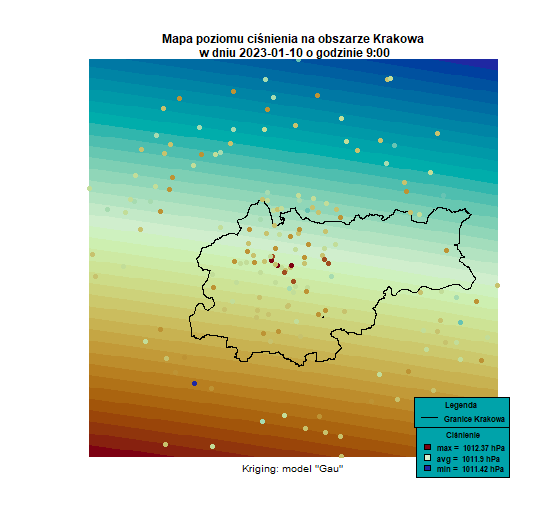 Mapa poziomu ciśnienia na obszarze Krakowa
w dniu 2023-01-10 o godzinie 9:00
Legenda
Granice Krakowa
Ciśnienie
max = 1012.37 hPa
avg = 1011.9 hPa
min = 1011.42 hPa
Kriging: model "Gau"